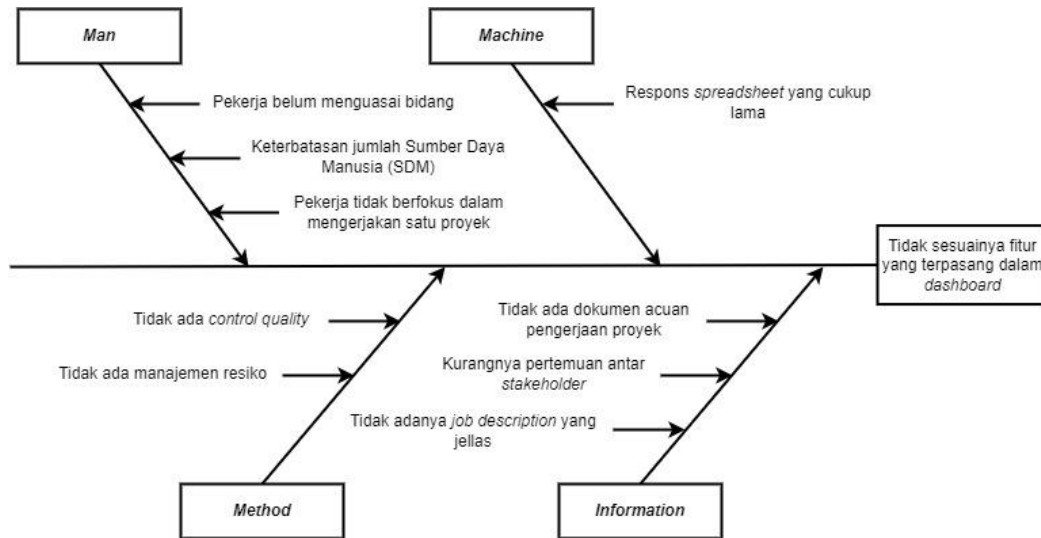 Man
Machine
Pekerja belum menguasai bidang
Keterbatasan jumlah Sumber Daya
Manusia (SDM)
Pekerja tidak berfokus dalam
mengerjakan satu proyek
Respons spreadsheet yang cukup
lama
Tidak sesuainya fitur
yang terpasang dalam
dashboard
Tidak ada control quality
Tidak ada manajemen resiko
Tidak ada dokumen acuan
pengerjaan proyek
Kurangnya pertemuan antar
stakeholder
Tidak adanya job description yang
jellas
Method
Information